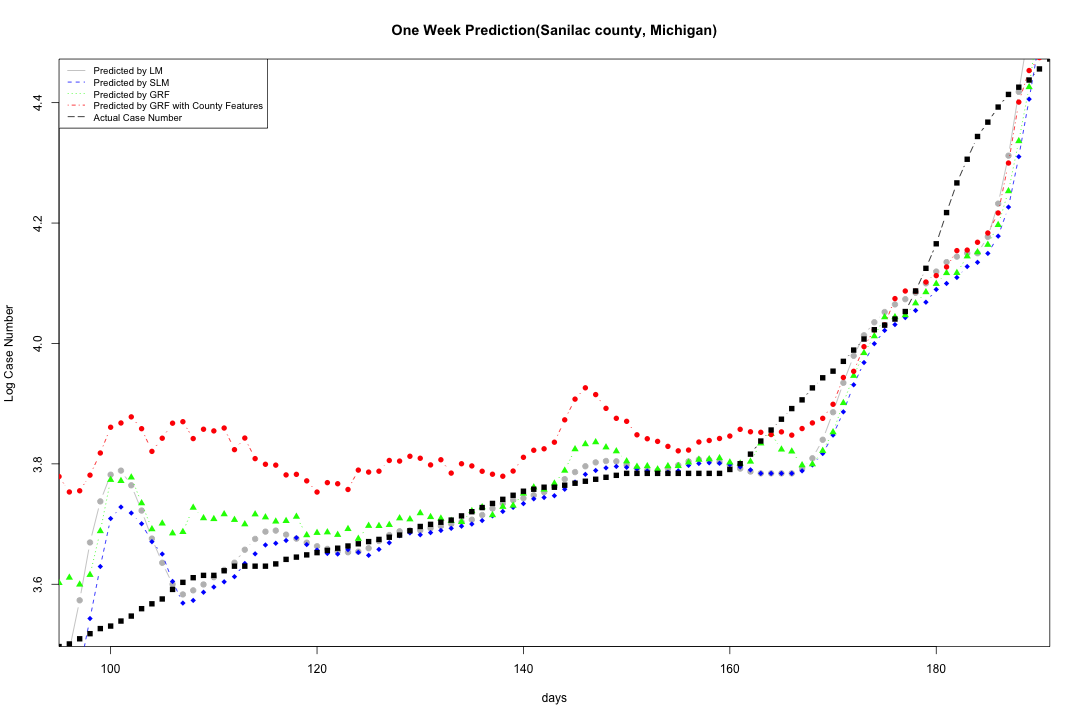 One Week Prediction(Sanilac county, Michigan)
Predicted by LM
Predicted by SLM
Predicted by GRF
Predicted by GRF with County Features
Actual Case Number
4.4
4.2
4.0
3.8
3.6
Log Case Number
100 120 140 160 180
days